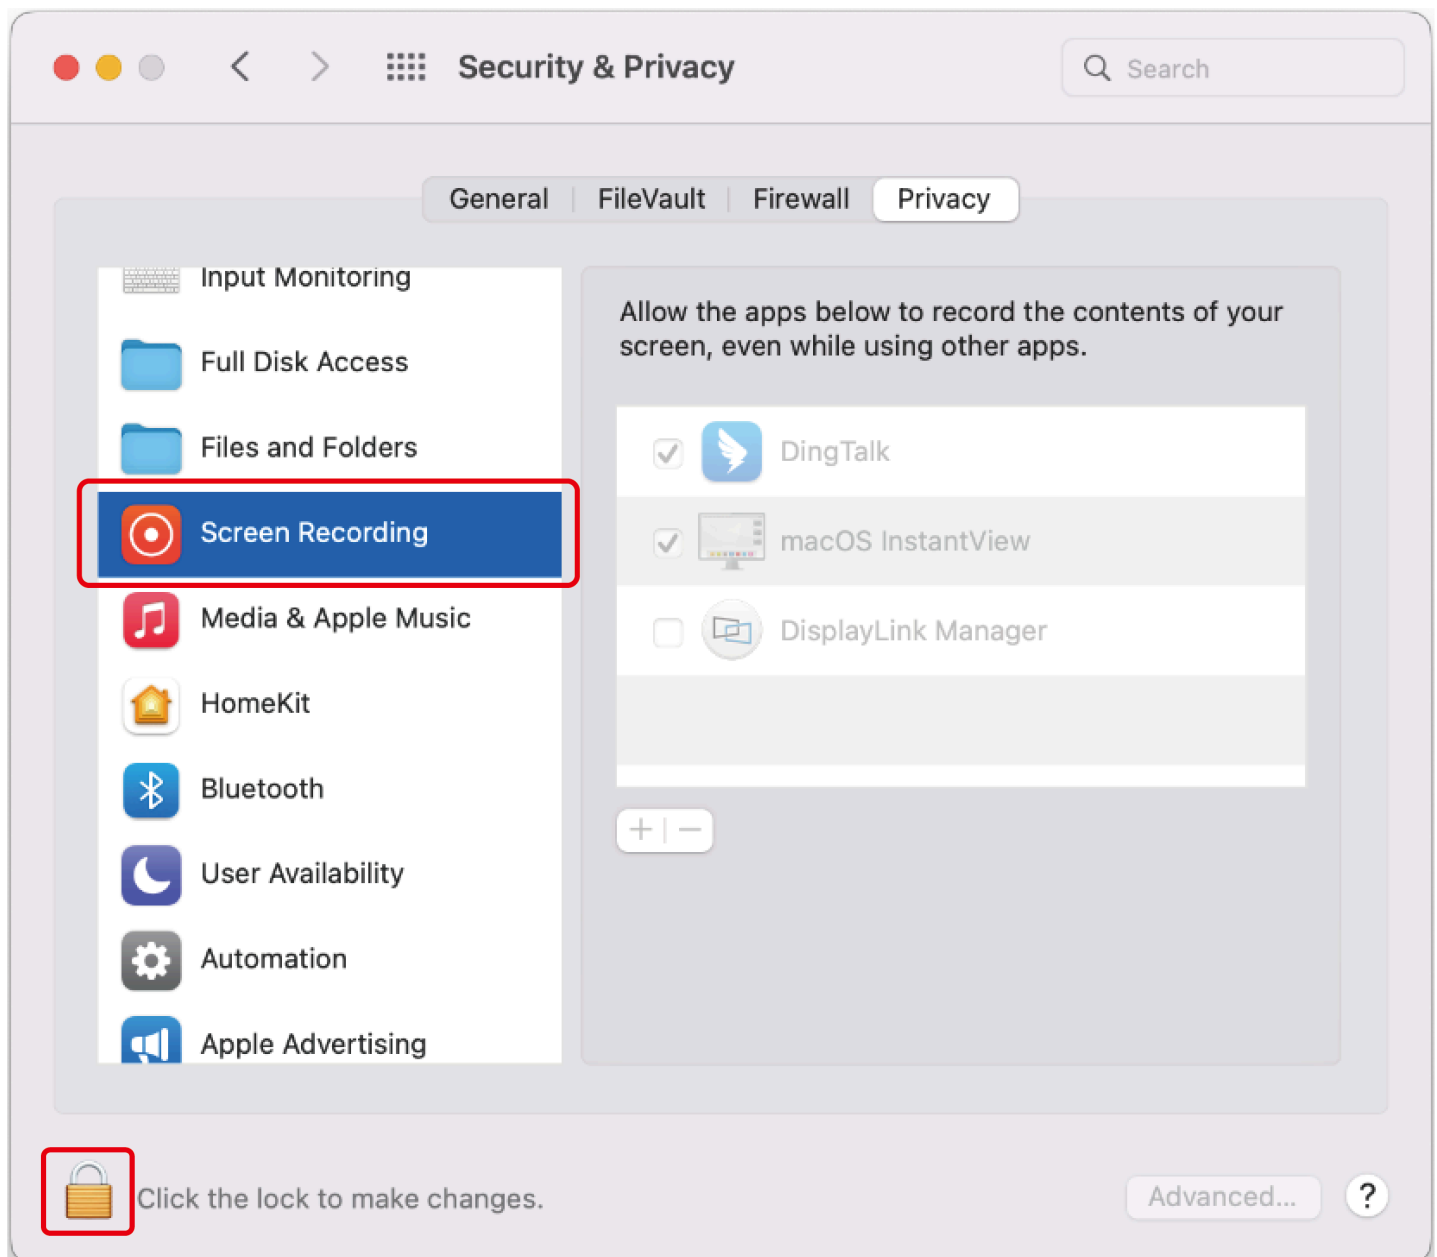 Security & Privacy
Search
General
FileVault
Firewall
Privacy
Input Monitoring
Full Disk Access
Files and Folders
Screen Recording
Media & Apple Music
HomeKit
Bluetooth
User Availability
Automation
Apple Advertising
Allow the apps below to record the contents of your
screen, even while using other apps.
DingTalk
macOS InstantView
DisplayLink Manager
Click the lock to make changes.
Advanced...
?